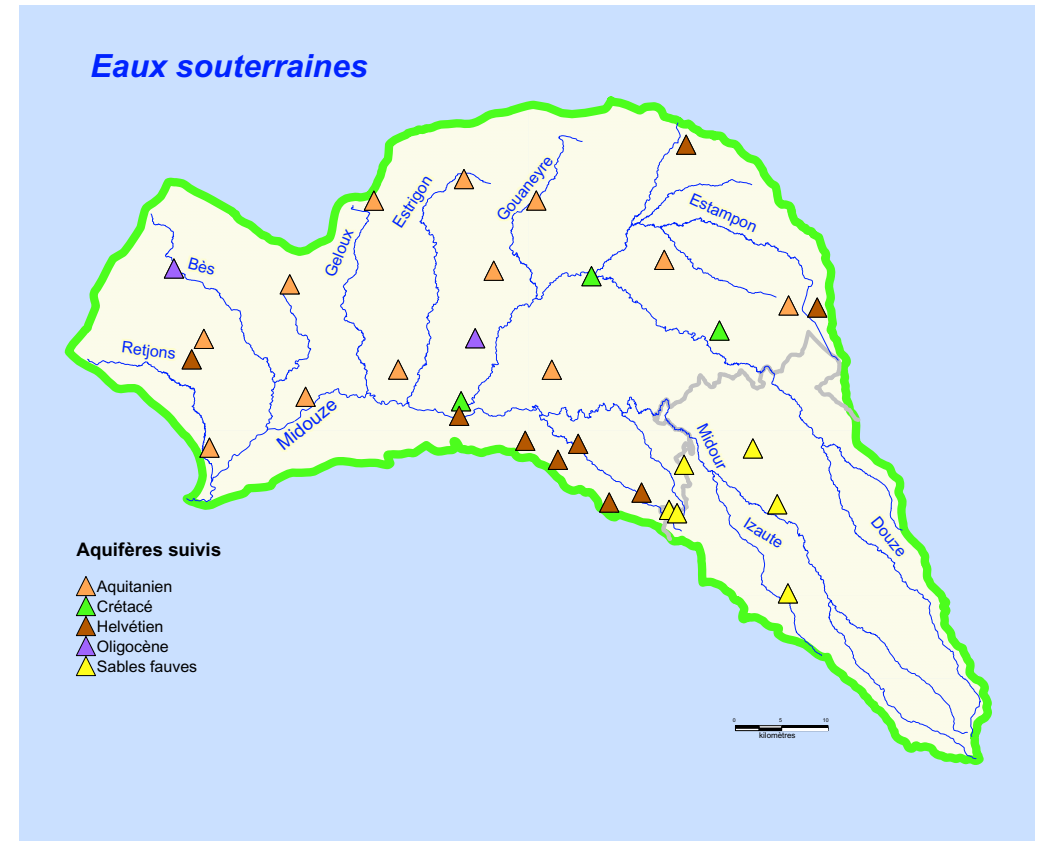 Eaux souterraines
Estrigon
Gouaneyre
Estampon
Geloux
Bès
Retjons
Midouze
Midour
Izaute
Douze
Aquifères suivis
Aquitanien
Crétacé
Helvétien
Oligocène
Sables fauves
0 5 10
kilomètres